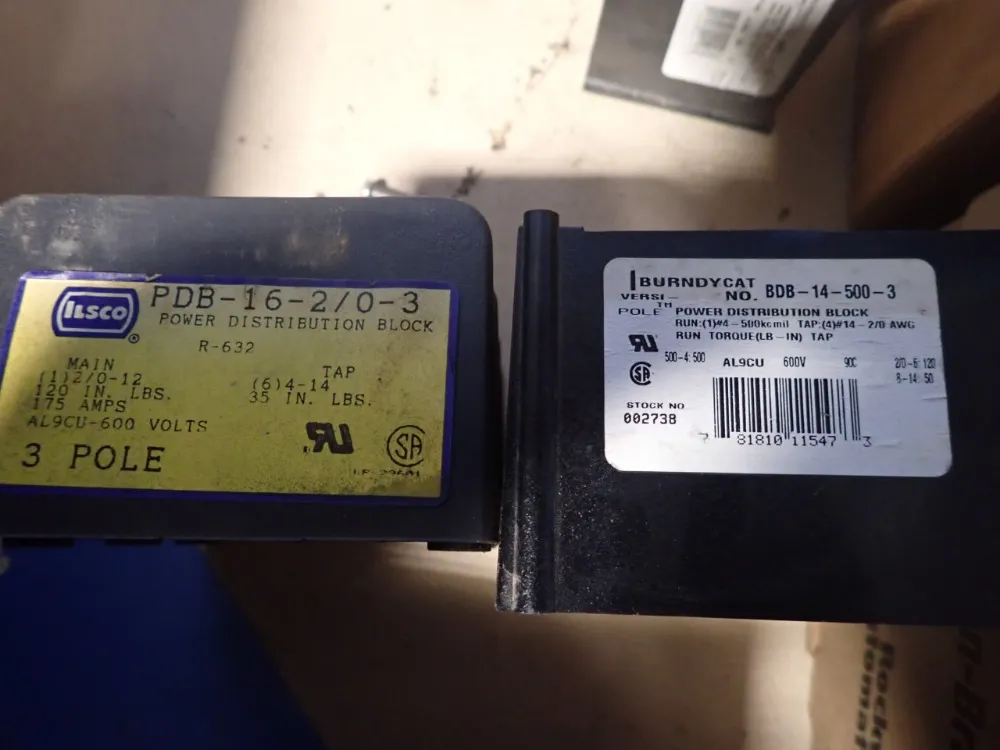 ILSCO
PDB-16-2/0-3
POWER DISTRIBUTION BLOCK
R-632
MAIN TAP
(1)2/0-12 (6)4-14
120 IN. LBS. 35 IN. LBS.
175 AMPS
AL9CU-600 VOLTS
3 POLE
SA
BURNDYCAT
NO. BDB-14-500-3
VERSI-
POLE TM POWER DISTRIBUTION BLOCK
RUN:(1)#4-500kcmil TAP:(4)#14-2/0 AWG
RUN TORQUE(LB-IN) TAP
500-4: 500 AL9CU 600V 90C 2/0-6: 120
8-14: 50
SA
STOCK NO
002738
7 81810 11547 3